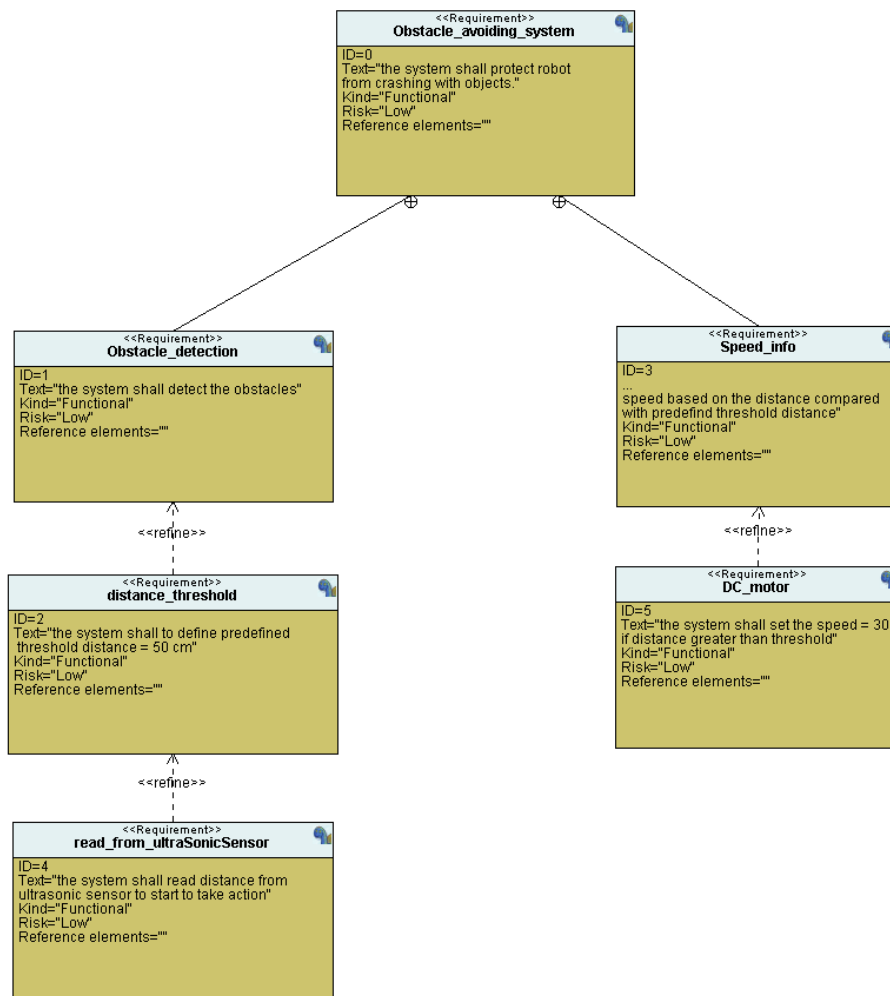 <<Requirement>>
Obstacle_avoiding_system
ID=0
Text="the system shall protect robot
from crashing with objects."
Kind="Functional"
Risk="Low"
Reference elements=""
<<Requirement>>
Obstacle_detection
ID=1
Text="the system shall detect the obstacles"
Kind="Functional"
Risk="Low"
Reference elements=""
<<Requirement>>
Speed_info
ID=3
...
speed based on the distance compared
with predefind threshold distance"
Kind="Functional"
Risk="Low"
Reference elements=""
<<refine>>
<<refine>>
<<Requirement>>
distance_threshold
ID=2
Text="the system shall to define predefined
threshold distance = 50 cm"
Kind="Functional"
Risk="Low"
Reference elements=""
<<Requirement>>
DC_motor
ID=5
Text="the system shall set the speed = 30
if distance greater than threshold"
Kind="Functional"
Risk="Low"
Reference elements=""
<<refine>>
<<Requirement>>
read_from_ultraSonicSensor
ID=4
Text="the system shall read distance from
ultrasonic sensor to start to take action"
Kind="Functional"
Risk="Low"
Reference elements=""